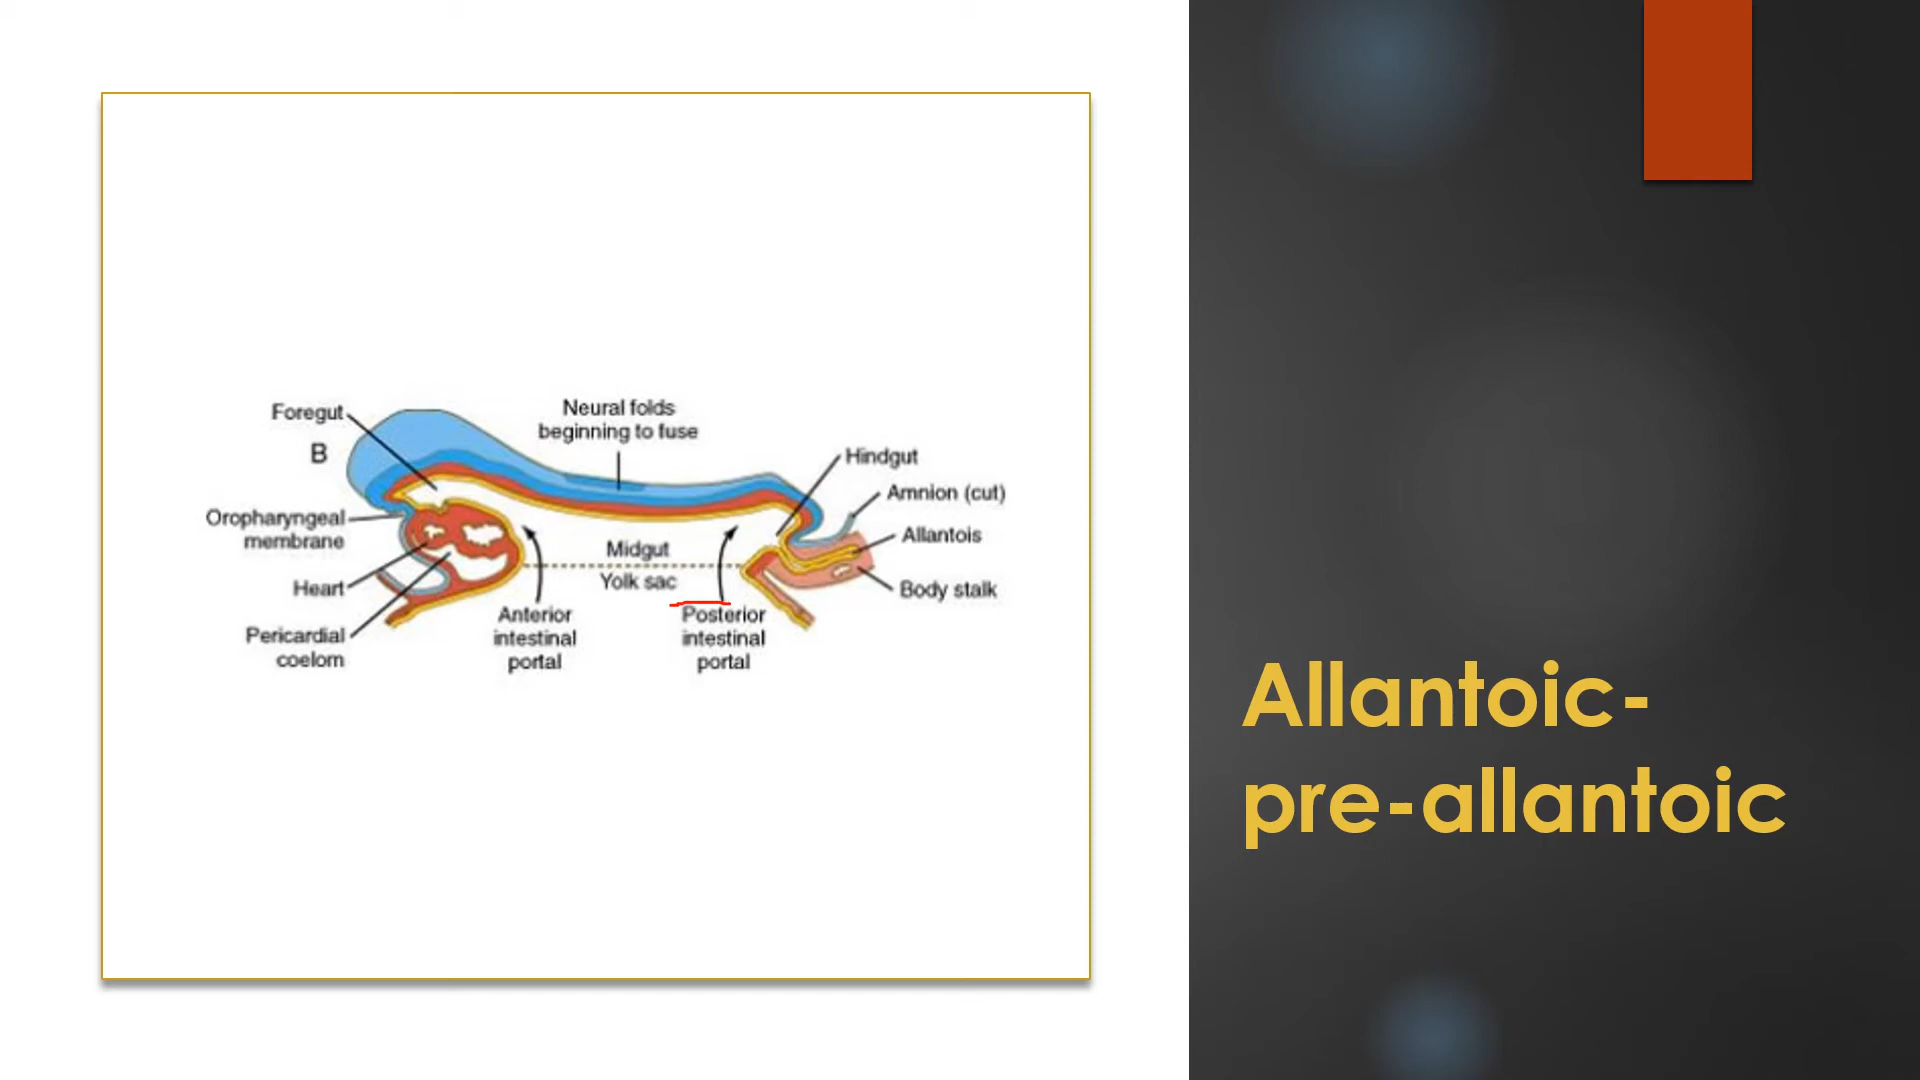 Foregut
B
Neural folds
beginning to fuse
Hindgut
Amnion (cut)
Allantois
Body stalk
Oropharyngeal
membrane
Heart
Pericardial
coelom
Midgut
Yolk sac
Anterior
intestinal
portal
Posterior
intestinal
portal
Allantoic-
pre-allantoic